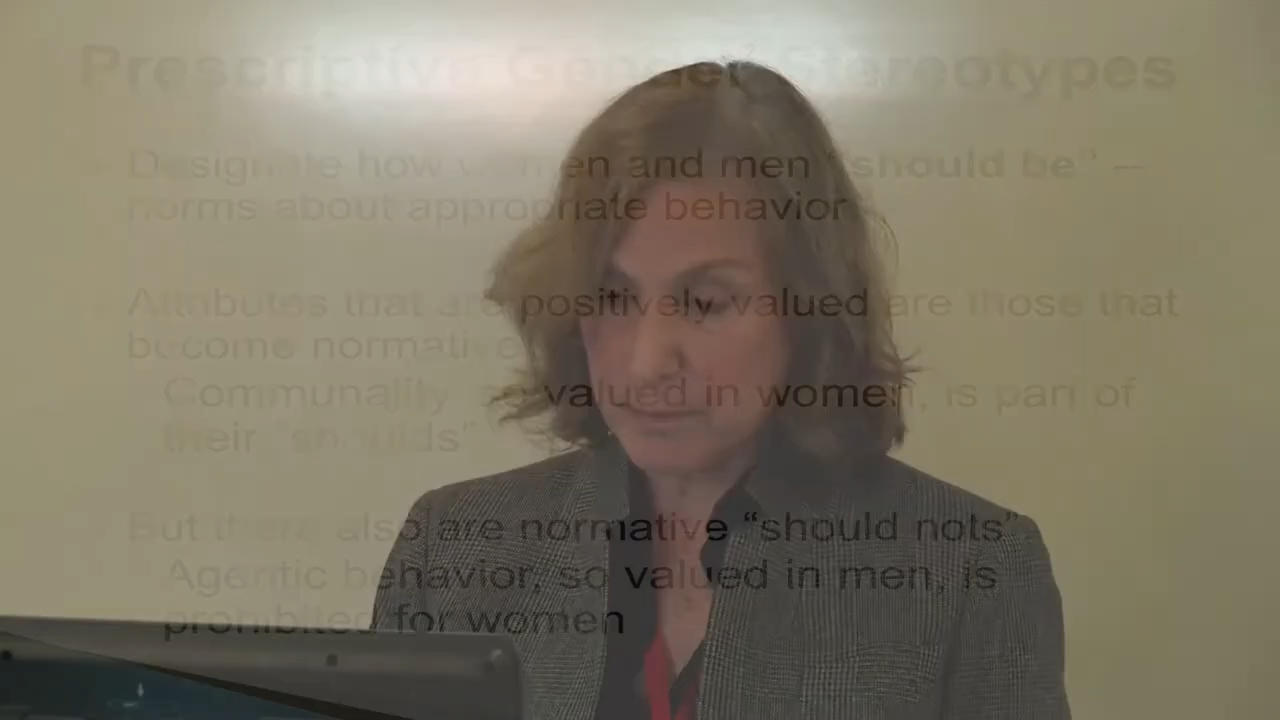 Prescriptive Gender Stereotypes
Designate how women and men “should be” –
norms about appropriate behavior
Attributes that are positively valued are those that
become normative
Communality, so valued in women, is part of
their “shoulds”
But there also are normative “should nots”
Agentic behavior, so valued in men, is
prohibited for women